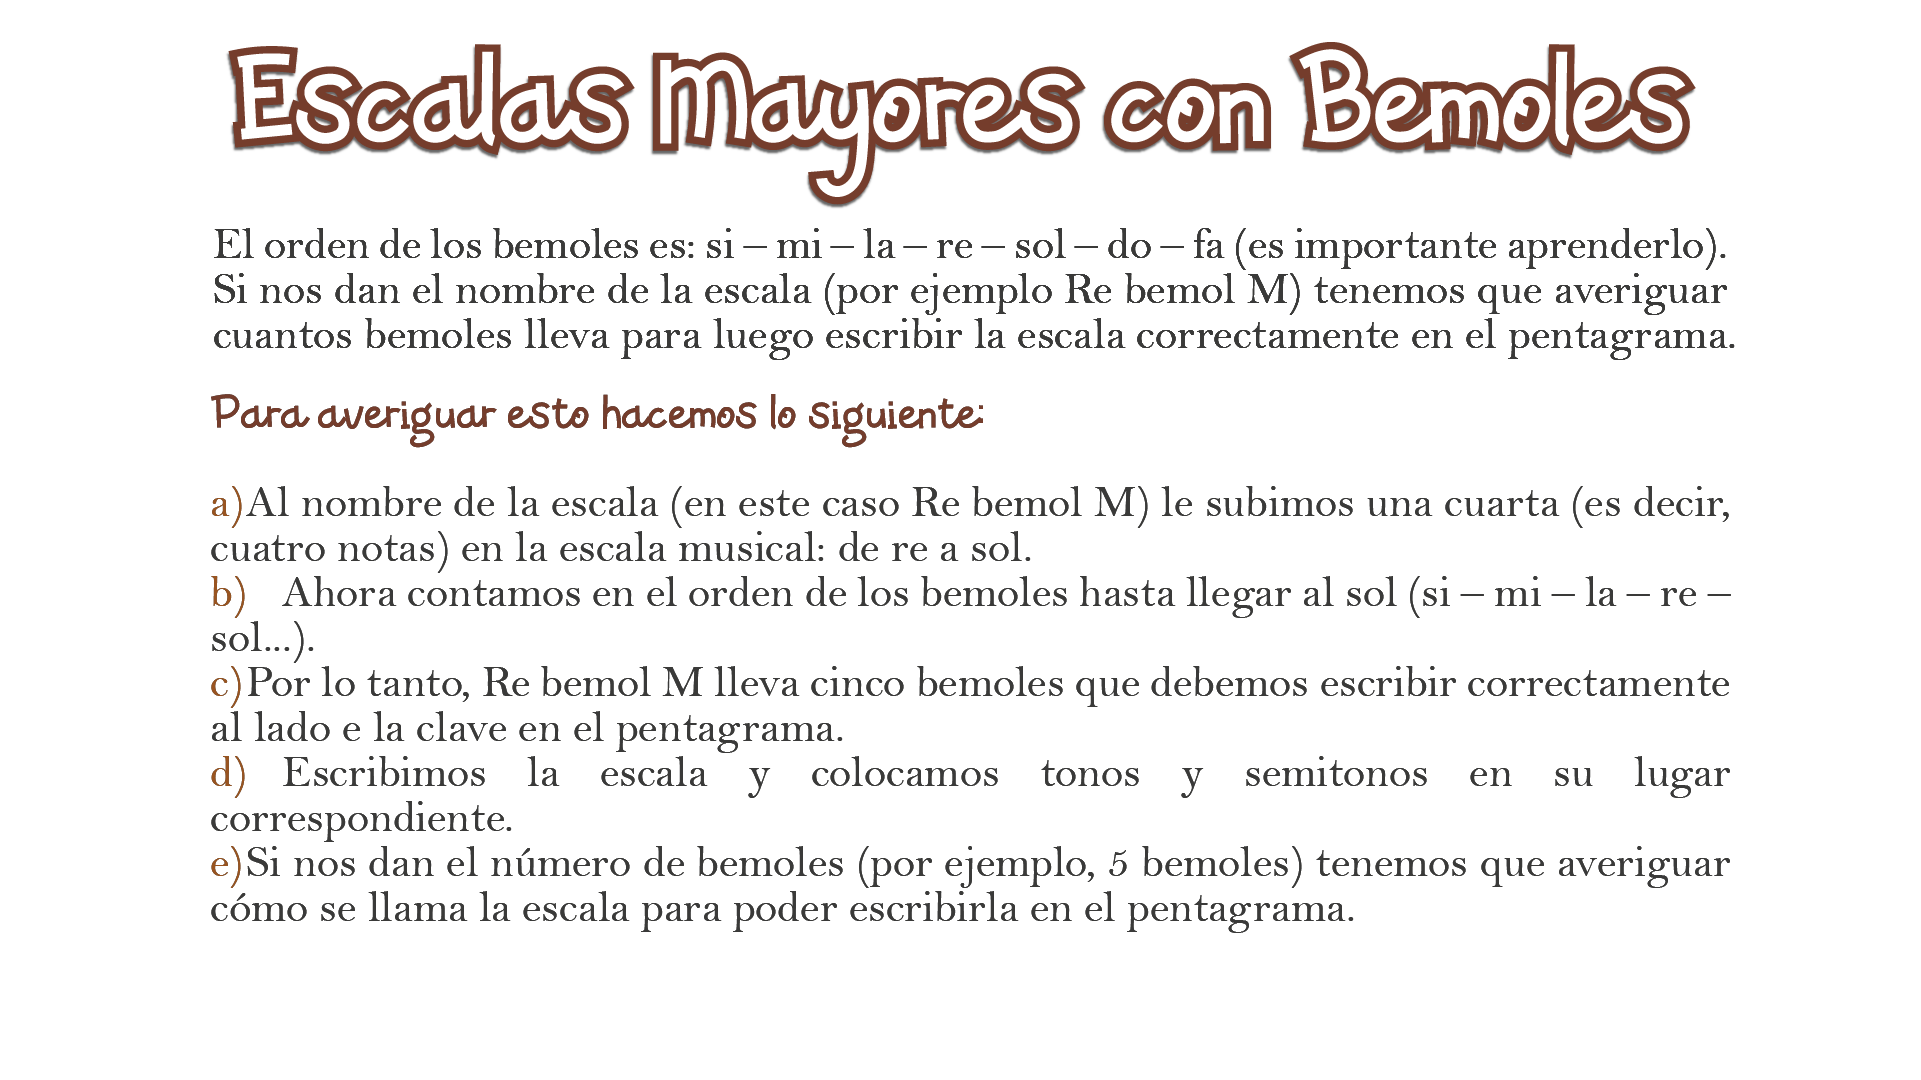 Escalas Mayores con Bemoles
El orden de los bemoles es: si – mi – la – re – sol – do – fa (es importante aprenderlo).
Si nos dan el nombre de la escala (por ejemplo Re bemol M) tenemos que averiguar
cuantos bemoles lleva para luego escribir la escala correctamente en el pentagrama.
Para averiguar esto hacemos lo siguiente:
a)Al nombre de la escala (en este caso Re bemol M) le subimos una cuarta (es decir,
cuatro notas) en la escala musical: de re a sol.
b) Ahora contamos en el orden de los bemoles hasta llegar al sol (si – mi – la – re –
sol...).
c)Por lo tanto, Re bemol M lleva cinco bemoles que debemos escribir correctamente
al lado e la clave en el pentagrama.
d) Escribimos la escala y colocamos tonos y semitonos en su lugar
correspondiente.
e)Si nos dan el número de bemoles (por ejemplo, 5 bemoles) tenemos que averiguar
cómo se llama la escala para poder escribirla en el pentagrama.